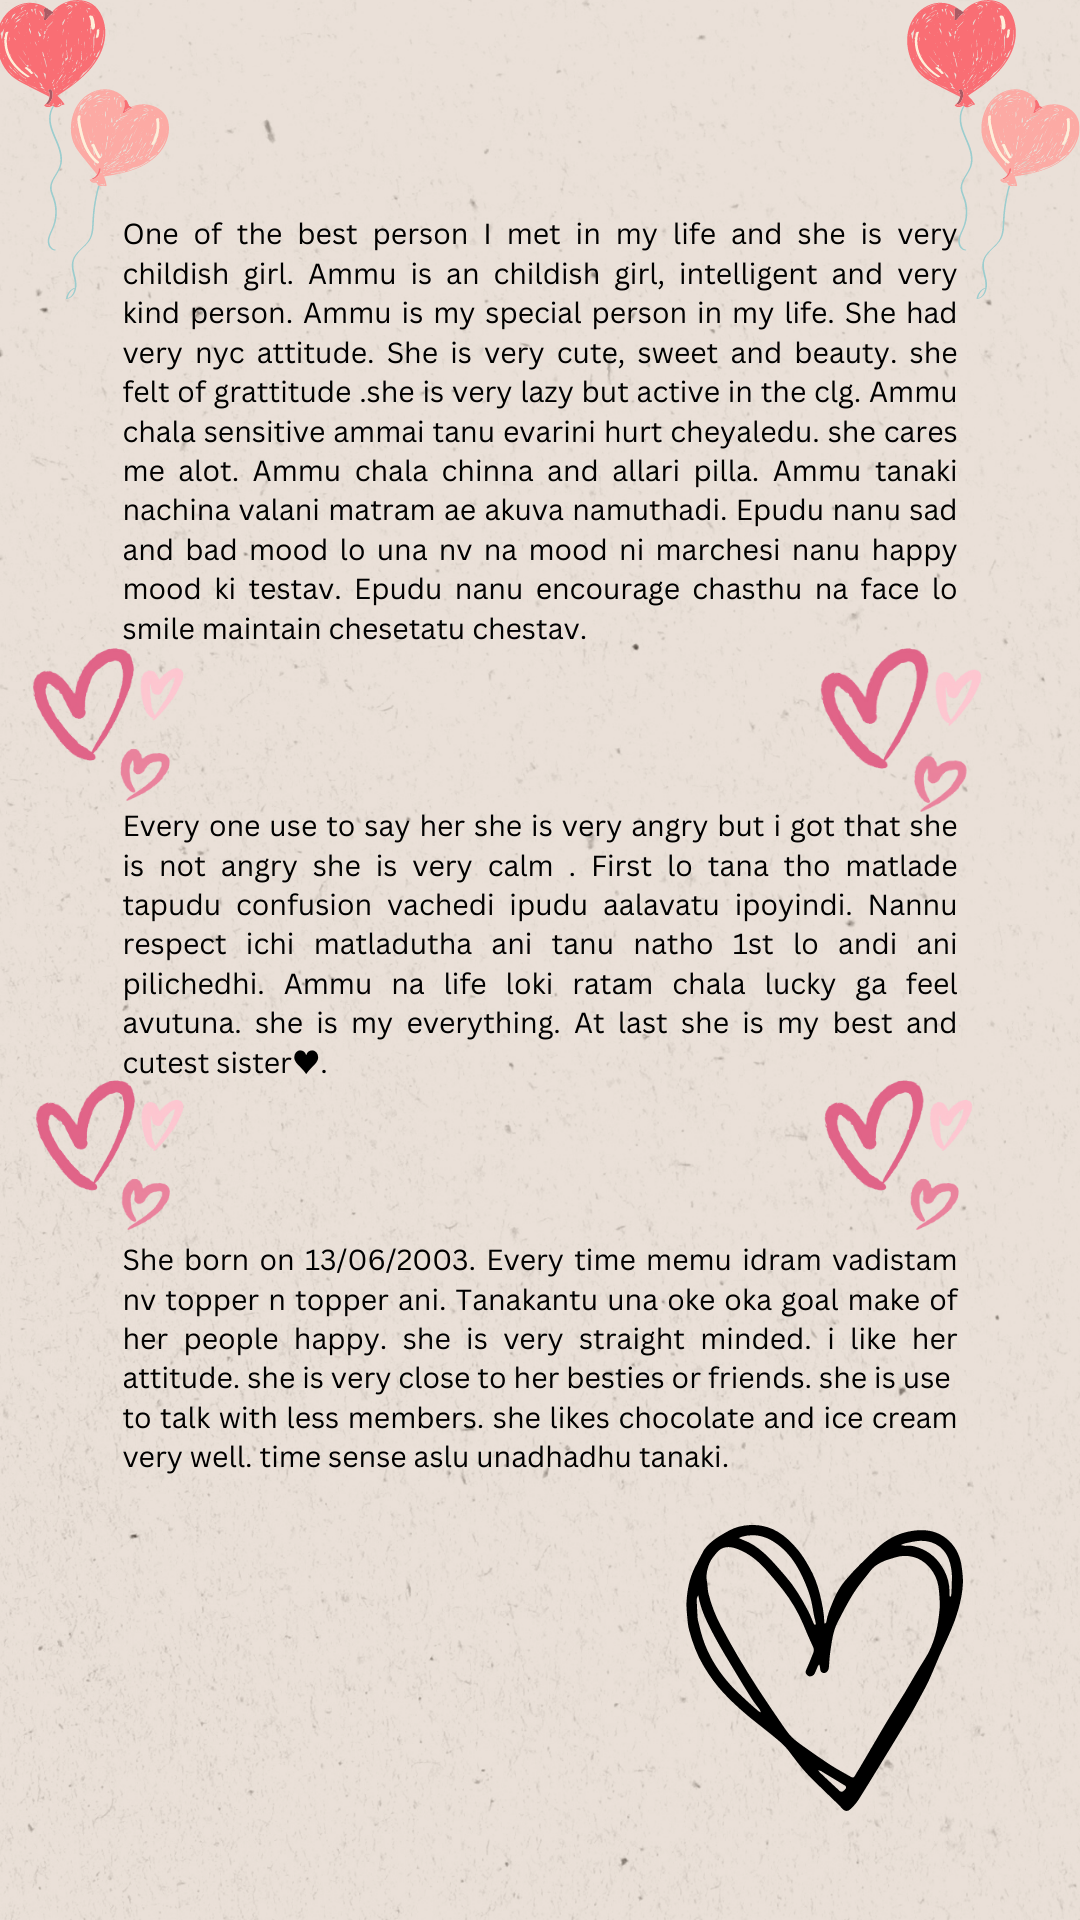 One of the best person I met in my life and she is very
childish girl. Ammu is an childish girl, intelligent and very
kind person. Ammu is my special person in my life. She had
very nyc attitude. She is very cute, sweet and beauty. she
felt of grattitude .she is very lazy but active in the clg. Ammu
chala sensitive ammai tanu evarini hurt cheyaledu. she cares
me alot. Ammu chala chinna and allari pilla. Ammu tanaki
nachina valani matram ae akuva namuthadi. Epudu nanu sad
and bad mood lo una nv na mood ni marchesi nanu happy
mood ki testav. Epudu nanu encourage chasthu na face lo
smile maintain chesetatu chestav.
Every one use to say her she is very angry but i got that she
is not angry she is very calm . First lo tana tho matlade
tapudu confusion vachedi ipudu aalavatu ipoyindi. Nannu
respect ichi matladutha ani tanu natho 1st lo andi ani
pilichedhi. Ammu na life loki ratam chala lucky ga feel
avutuna. she is my everything. At last she is my best and
cutest sister♥.
She born on 13/06/2003. Every time memu idram vadistam
nv topper n topper ani. Tanakantu una oke oka goal make of
her people happy. she is very straight minded. i like her
attitude. she is very close to her besties or friends. she is use
to talk with less members. she likes chocolate and ice cream
very well. time sense aslu unadhadhu tanaki.